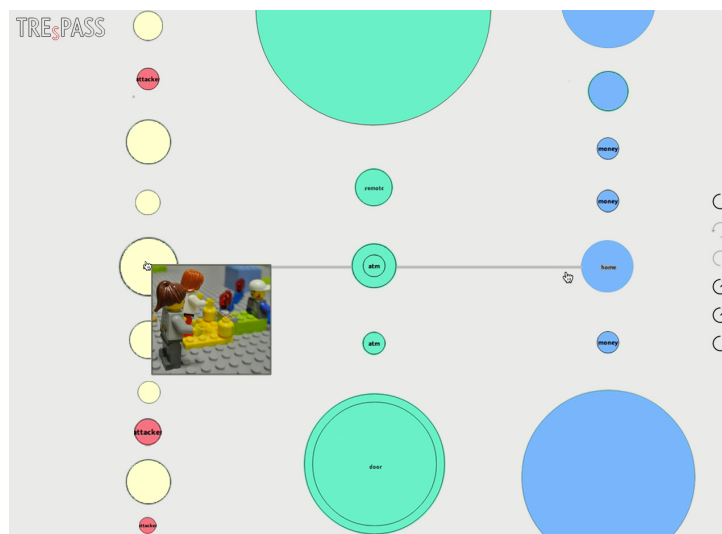 TREsPASS
attacker
money
remote
money
atm
home
atm
money
attacker
door
attacker